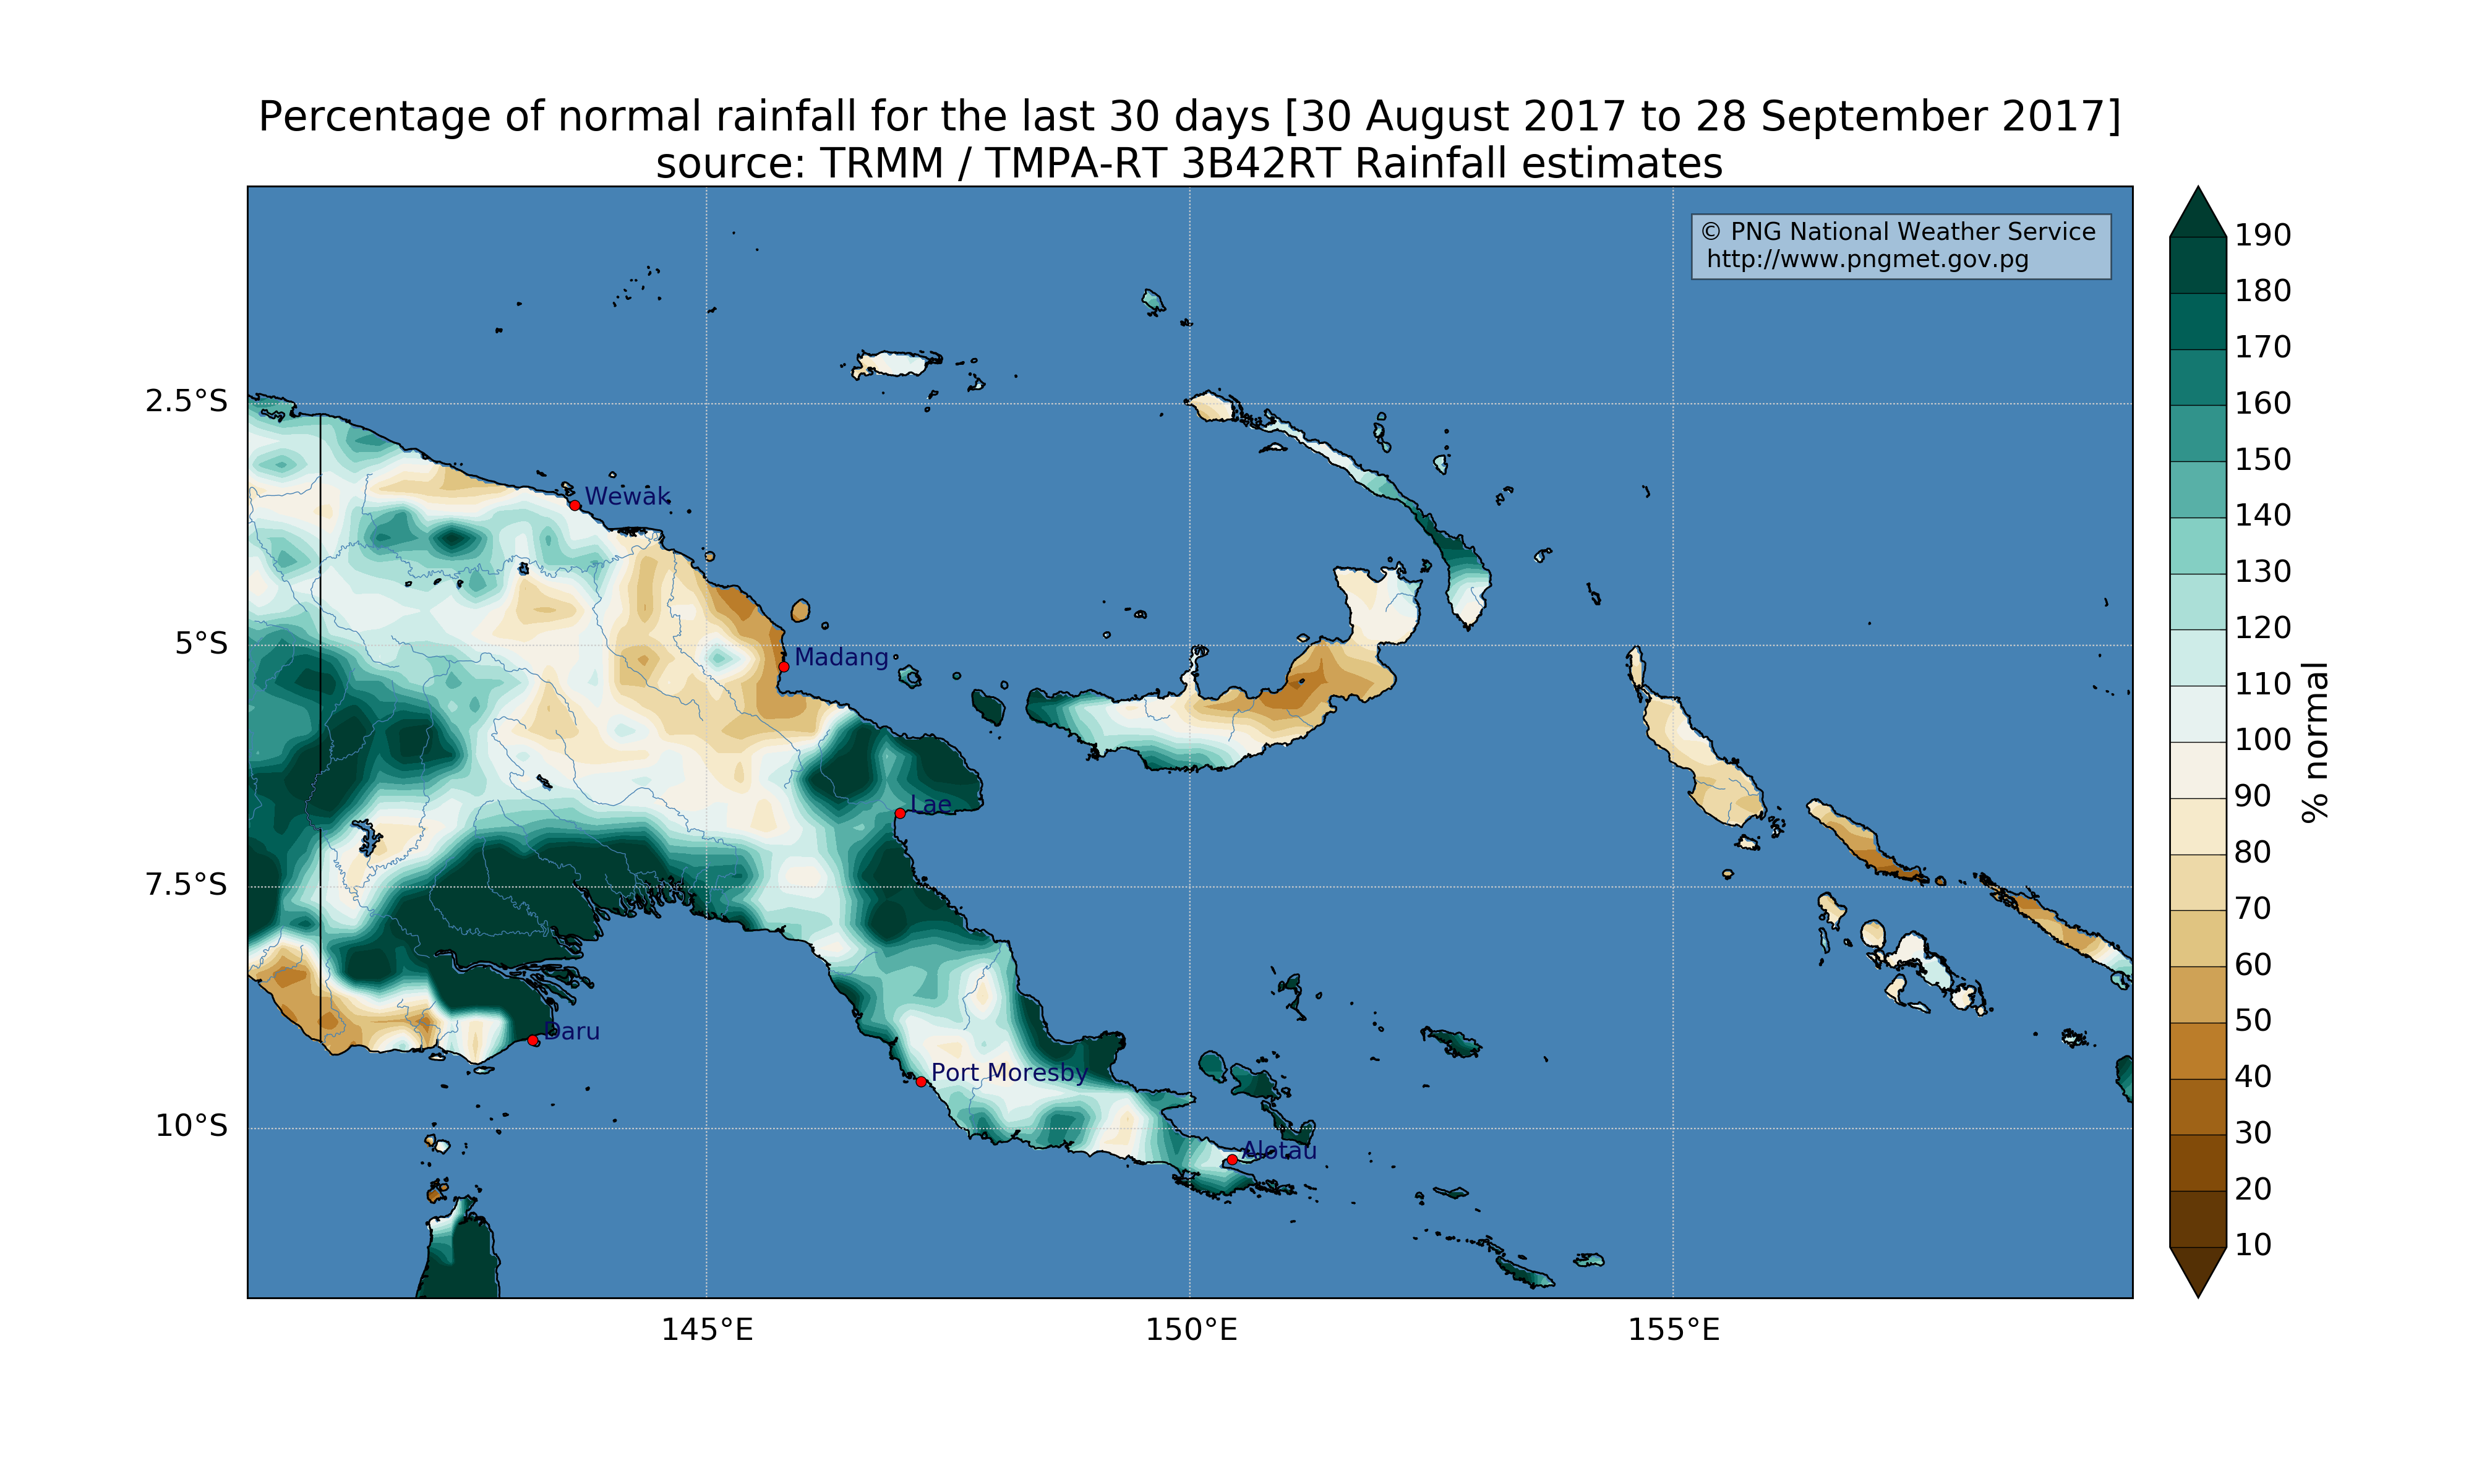 Percentage of normal rainfall for the last 30 days [30 August 2017 to 28 September 2017]
source: TRMM / TMPA-RT 3B42RT Rainfall estimates
© PNG National Weather Service
http://www.pngmet.gov.pg
2.5°S
5°S
7.5°S
10°S
Wewak
Madang
Lae
Daru
Port Moresby
Alotau
145°E
150°E
155°E
190
180
170
160
150
140
130
120
110
100
90
80
70
60
50
40
30
20
10
% normal